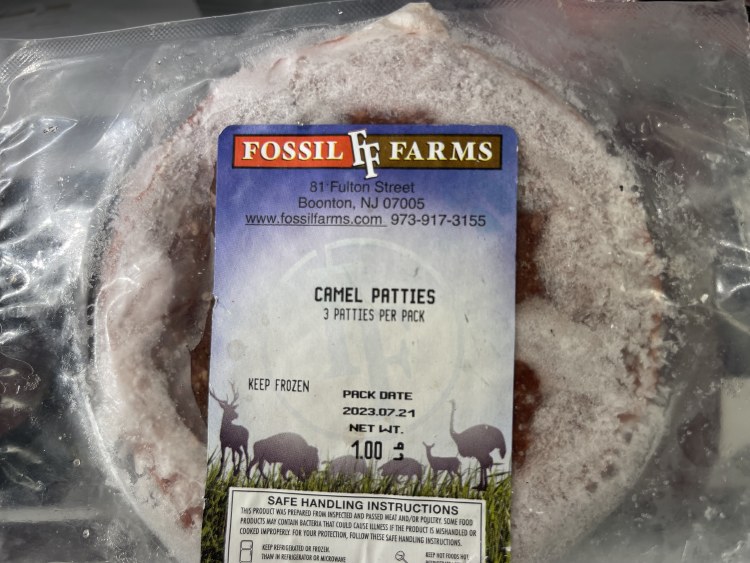 FOSSIL FF FARMS
81 Fulton Street
Boonton, NJ 07005
www.fossilfarms.com 973-917-3155
CAMEL PATTIES
3 PATTIES PER PACK
KEEP FROZEN
PACK DATE
2023.07.21
NET WT.
1.00 Lb
SAFE HANDLING INSTRUCTIONS
THIS PRODUCT WAS PREPARED FROM INSPECTED AND PASSED MEAT AND/OR POULTRY. SOME FOOD
PRODUCTS MAY CONTAIN BACTERIA THAT COULD CAUSE ILLNESS IF THE PRODUCT IS MISHANDLED OR
COOKED IMPROPERLY. FOR YOUR PROTECTION, FOLLOW THESE SAFE HANDLING INSTRUCTIONS.
KEEP REFRIGERATED OR FROZEN.
THAW IN REFRIGERATOR OR MICROWAVE
KEEP HOT FOODS HOT.